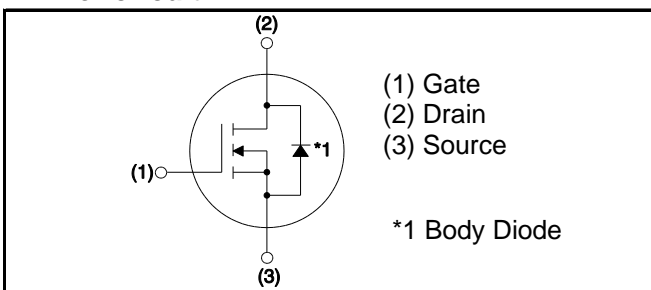 (2)
(1) Gate
(2) Drain
(3) Source
*1
(1)
*1 Body Diode
(3)